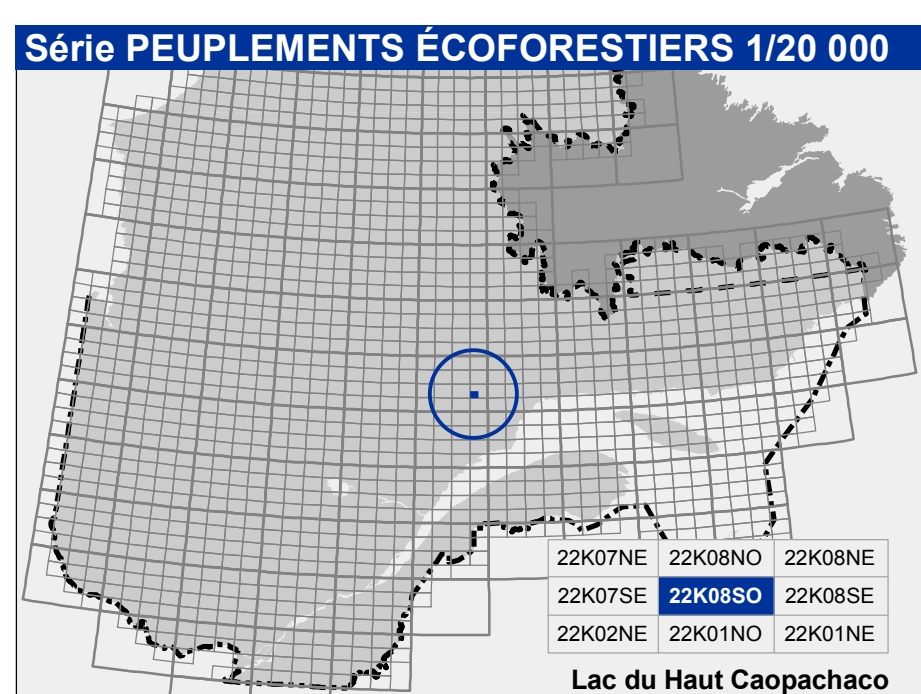 Série PEUPLEMENTS ÉCOFORESTIERS 1/20 000
22K07NE 22K08NO 22K08NE
22K07SE 22K08SO 22K08SE
22K02NE 22K01NO 22K01NE
Lac du Haut Caopachaco